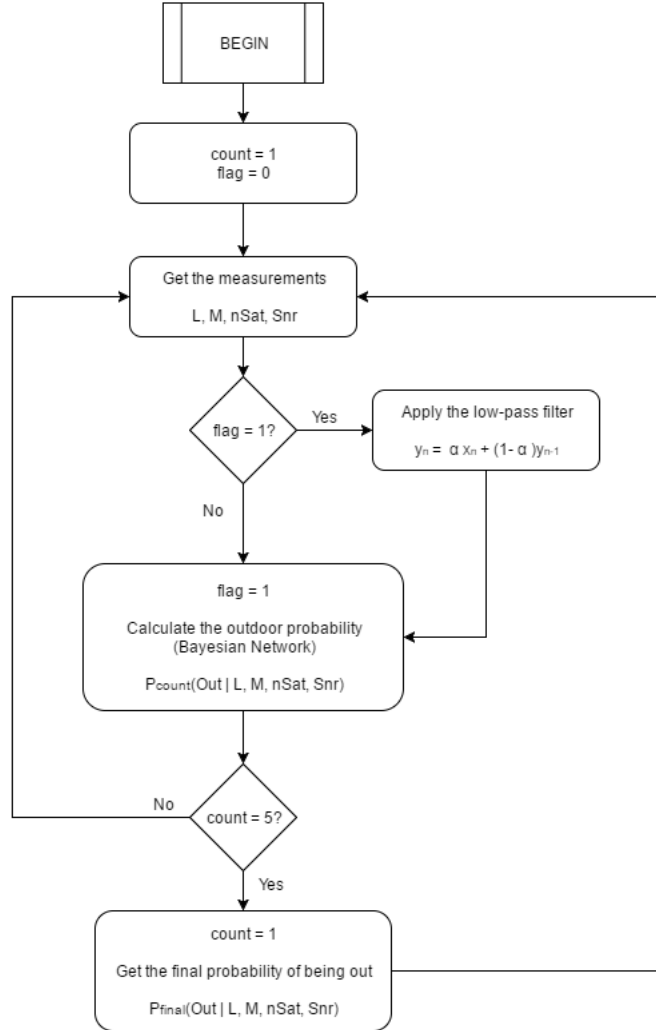 BEGIN
count = 1
flag = 0
Get the measurements
L, M, nSat, Snr
flag = 1?
Yes
Apply the low-pass filter
yn = α xn + (1- α )yn-1
No
flag = 1
Calculate the outdoor probability
(Bayesian Network)
Pcount(Out | L, M, nSat, Snr)
No
count = 5?
Yes
count = 1
Get the final probability of being out
Pfinal(Out | L, M, nSat, Snr)